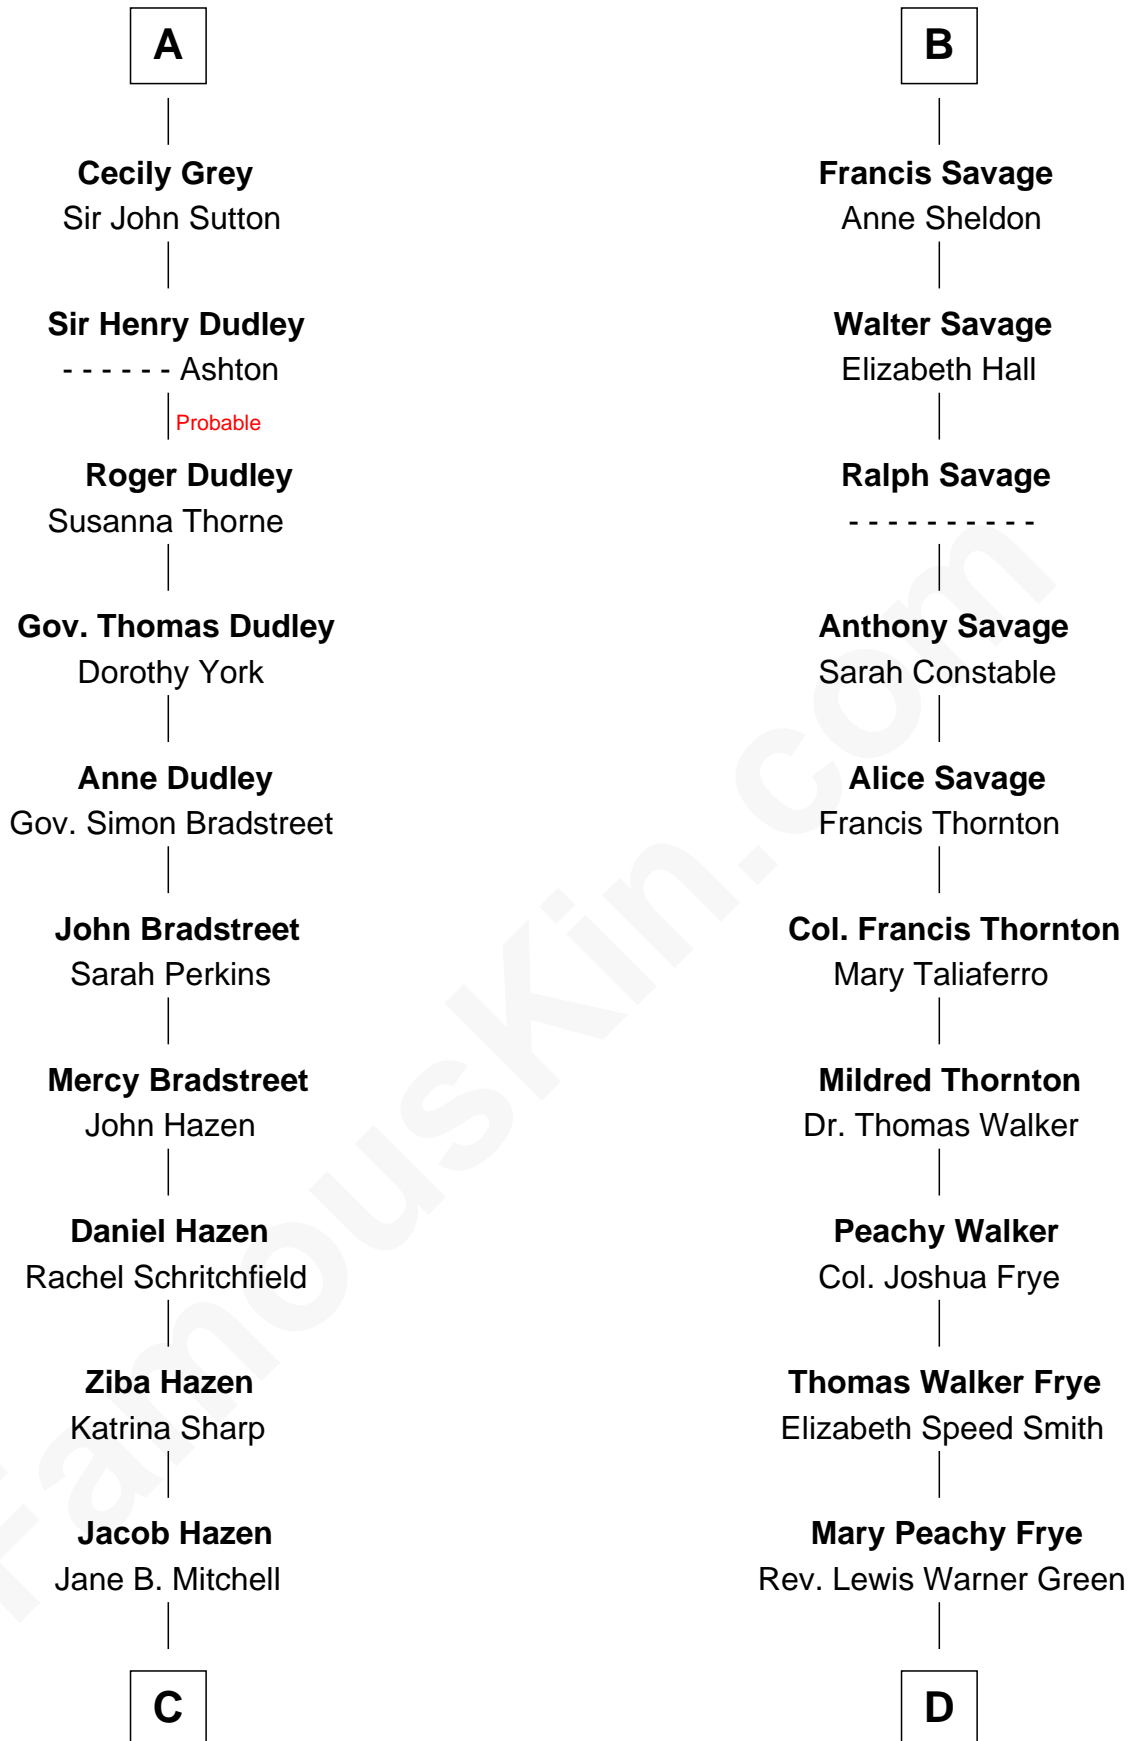 A
Cecily Grey
Sir John Sutton
Sir Henry Dudley
- - - - - - Ashton
Probable
Roger Dudley
Susanna Thorne
Gov. Thomas Dudley
Dorothy York
Anne Dudley
Gov. Simon Bradstreet
John Bradstreet
Sarah Perkins
Mercy Bradstreet
John Hazen
Daniel Hazen
Rachel Schritchfield
Ziba Hazen
Katrina Sharp
Jacob Hazen
Jane B. Mitchell
C
B
Francis Savage
Anne Sheldon
Walter Savage
Elizabeth Hall
Ralph Savage
- - - - - - - - - -
Anthony Savage
Sarah Constable
Alice Savage
Francis Thornton
Col. Francis Thornton
Mary Taliaferro
Mildred Thornton
Dr. Thomas Walker
Peachy Walker
Col. Joshua Frye
Thomas Walker Frye
Elizabeth Speed Smith
Mary Peachy Frye
Rev. Lewis Warner Green
D
FamousKin.com